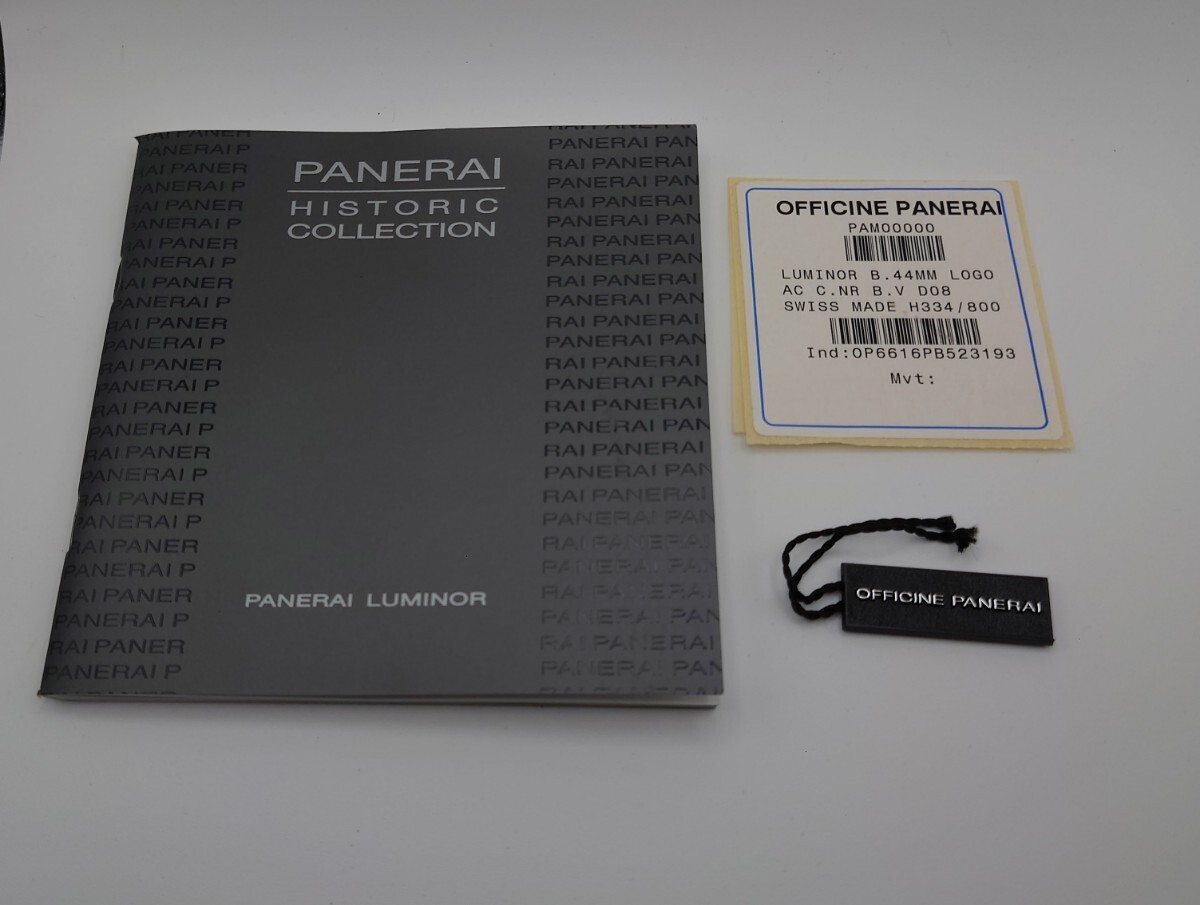 PANERAI
HISTORIC
COLLECTION
PANERAI LUMINOR
OFFICINE PANERAI
PAM00000
LUMINOR B.44MM LOGO
AC C.NR B.V D08
SWISS MADE H334/800
Ind:OP6616PB523193
Mvt:
OFFICINE PANERAI